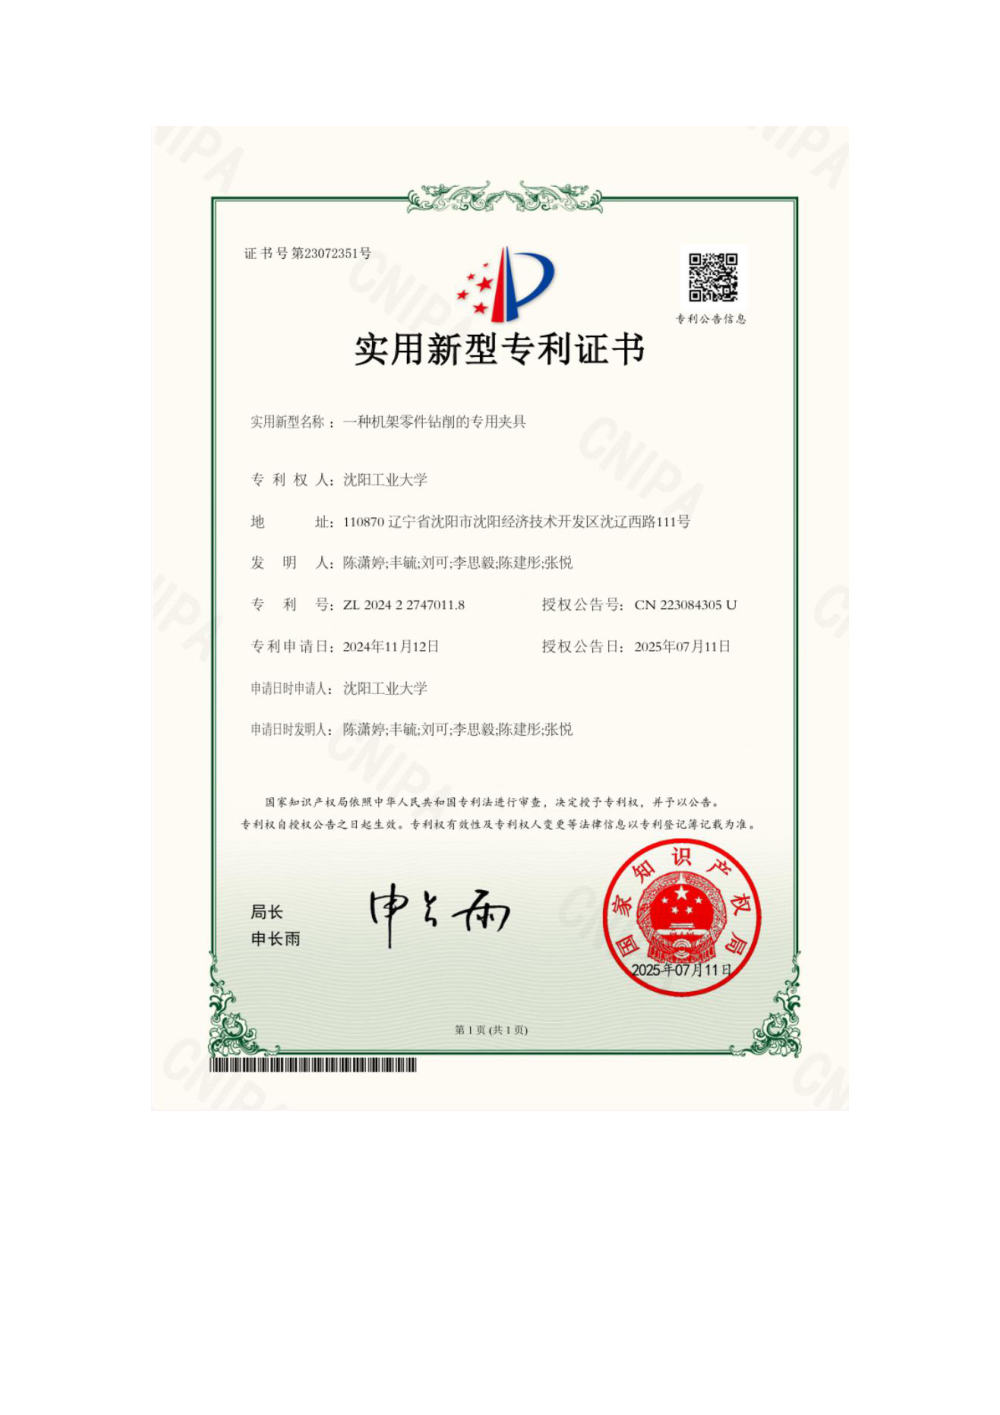 证书号第23072351号
专利公告信息
实用新型专利证书
实用新型名称：一种机架零件钻削的专用夹具
专利权人：沈阳工业大学
地址：110870 辽宁省沈阳市沈阳经济技术开发区沈辽西路111号
发明人：陈潇婷;丰毓;刘可;李思毅;陈建彤;张悦
专利号：ZL 2024 2 2747011.8 授权公告号：CN 223084305 U
专利申请日：2024年11月12日 授权公告日：2025年07月11日
申请日时申请人：沈阳工业大学
申请日时发明人：陈潇婷;丰毓;刘可;李思毅;陈建彤;张悦
国家知识产权局依照中华人民共和国专利法进行审查，决定授予专利权，并予以公告。
专利权自授权公告之日起生效。专利权有效性及专利权人变更等法律信息以专利登记簿记载为准。
局长
申长雨
申长雨
国家知识产权局
2025年07月11日
第 1 页 (共 1 页)
CNIPA